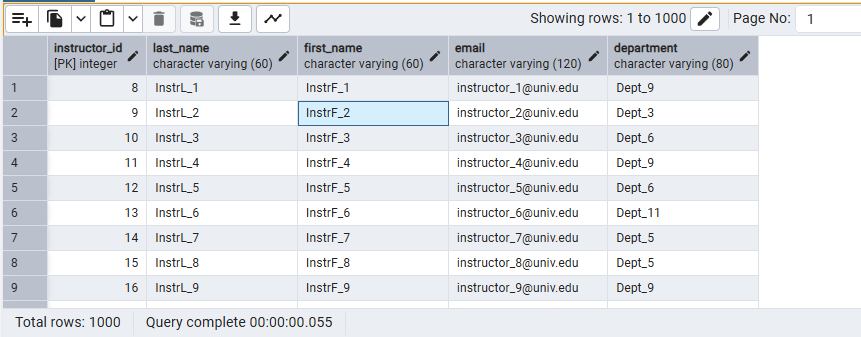 Showing rows: 1 to 1000 Page No: 1
instructor_id last_name first_name email department
[PK] integer character varying (60) character varying (60) character varying (120) character varying (80)
1 8 InstrL_1 InstrF_1 instructor_1@univ.edu Dept_9
2 9 InstrL_2 InstrF_2 instructor_2@univ.edu Dept_3
3 10 InstrL_3 InstrF_3 instructor_3@univ.edu Dept_6
4 11 InstrL_4 InstrF_4 instructor_4@univ.edu Dept_9
5 12 InstrL_5 InstrF_5 instructor_5@univ.edu Dept_6
6 13 InstrL_6 InstrF_6 instructor_6@univ.edu Dept_11
7 14 InstrL_7 InstrF_7 instructor_7@univ.edu Dept_5
8 15 InstrL_8 InstrF_8 instructor_8@univ.edu Dept_5
9 16 InstrL_9 InstrF_9 instructor_9@univ.edu Dept_9
Total rows: 1000 Query complete 00:00:00.055